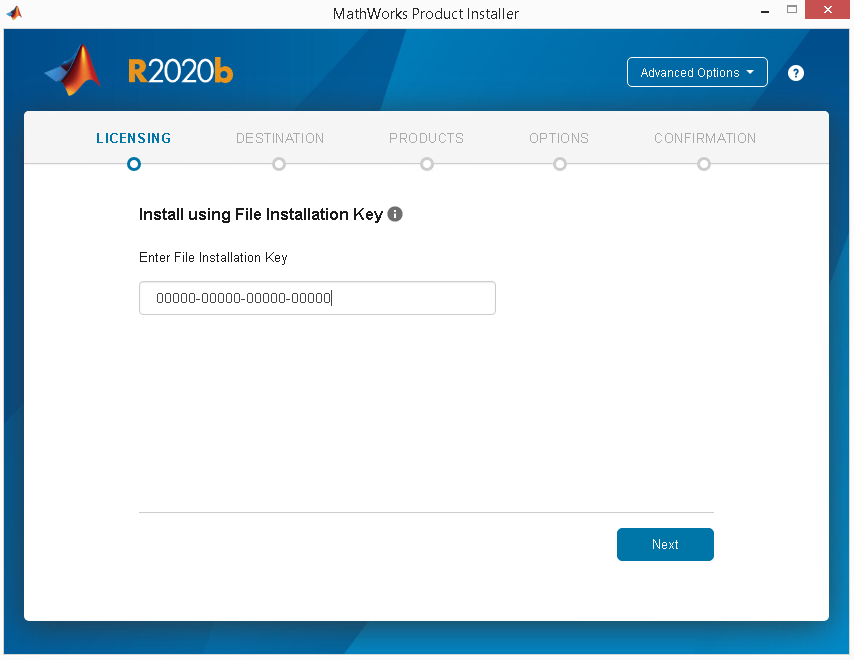 MathWorks Product Installer
R2020b
Advanced Options
?
LICENSING DESTINATION PRODUCTS OPTIONS CONFIRMATION
Install using File Installation Key i
Enter File Installation Key
00000-00000-00000-00000
Next